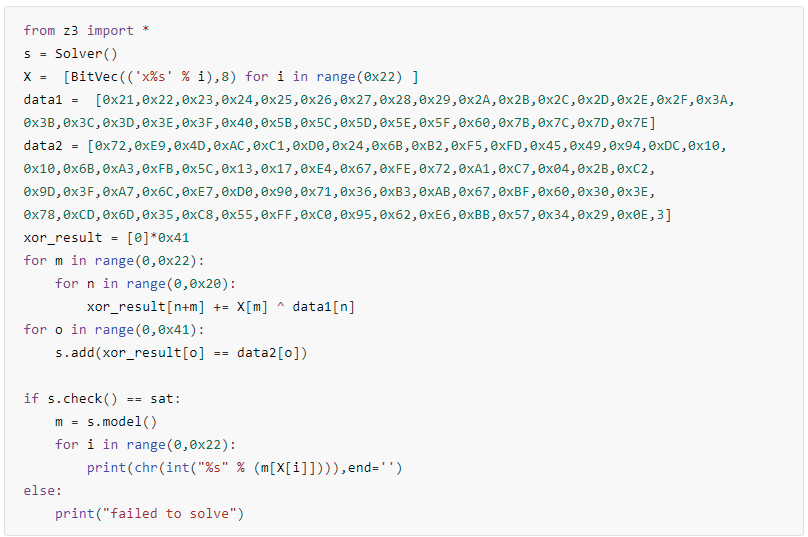 from z3 import *
s = Solver()
X =  [BitVec(('x%s' % i),8) for i in range(0x22) ]
data1 =  [0x21,0x22,0x23,0x24,0x25,0x26,0x27,0x28,0x29,0x2A,0x2B,0x2C,0x2D,0x2E,0x2F,0x3A,
0x3B,0x3C,0x3D,0x3E,0x3F,0x40,0x5B,0x5C,0x5D,0x5E,0x5F,0x60,0x7B,0x7C,0x7D,0x7E]
data2 = [0x72,0xE9,0x4D,0xAC,0xC1,0xD0,0x24,0x6B,0xB2,0xF5,0xFD,0x45,0x49,0x94,0xDC,0x10,
0x10,0x6B,0xA3,0xFB,0x5C,0x13,0x17,0xE4,0x67,0xFE,0x72,0xA1,0xC7,0x04,0x2B,0xC2,
0x9D,0x3F,0xA7,0x6C,0xE7,0xD0,0x90,0x71,0x36,0xB3,0xAB,0x67,0xBF,0x60,0x30,0x3E,
0x78,0xCD,0x6D,0x35,0xC8,0x55,0xFF,0xC0,0x95,0x62,0xE6,0xBB,0x57,0x34,0x29,0x0E,3]
xor_result = [0]*0x41
for m in range(0,0x22):
    for n in range(0,0x20):
        xor_result[n+m] += X[m] ^ data1[n]
for o in range(0,0x41):
    s.add(xor_result[o] == data2[o])

if s.check() == sat:
    m = s.model()
    for i in range(0,0x22):
        print(chr(int("%s" % (m[X[i]]))),end='')
else:
    print("failed to solve")